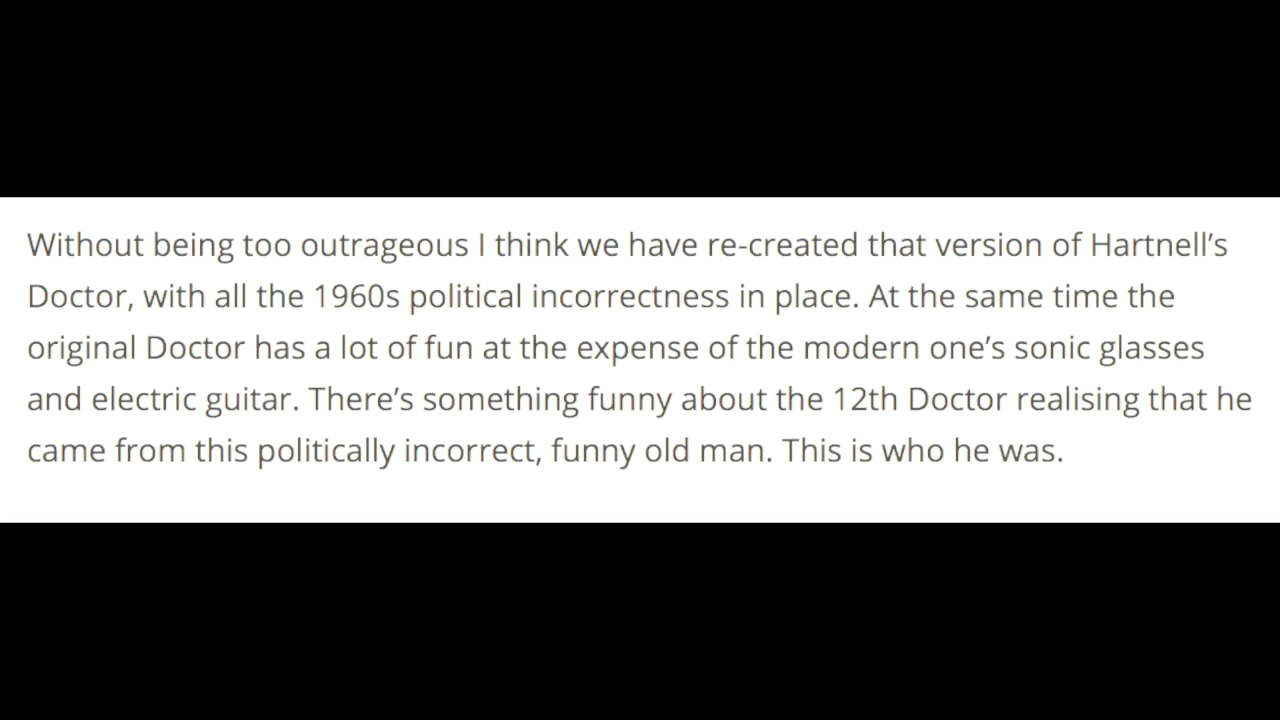 Without being too outrageous I think we have re-created that version of Hartnell’s
Doctor, with all the 1960s political incorrectness in place. At the same time the
original Doctor has a lot of fun at the expense of the modern one’s sonic glasses
and electric guitar. There’s something funny about the 12th Doctor realising that he
came from this politically incorrect, funny old man. This is who he was.